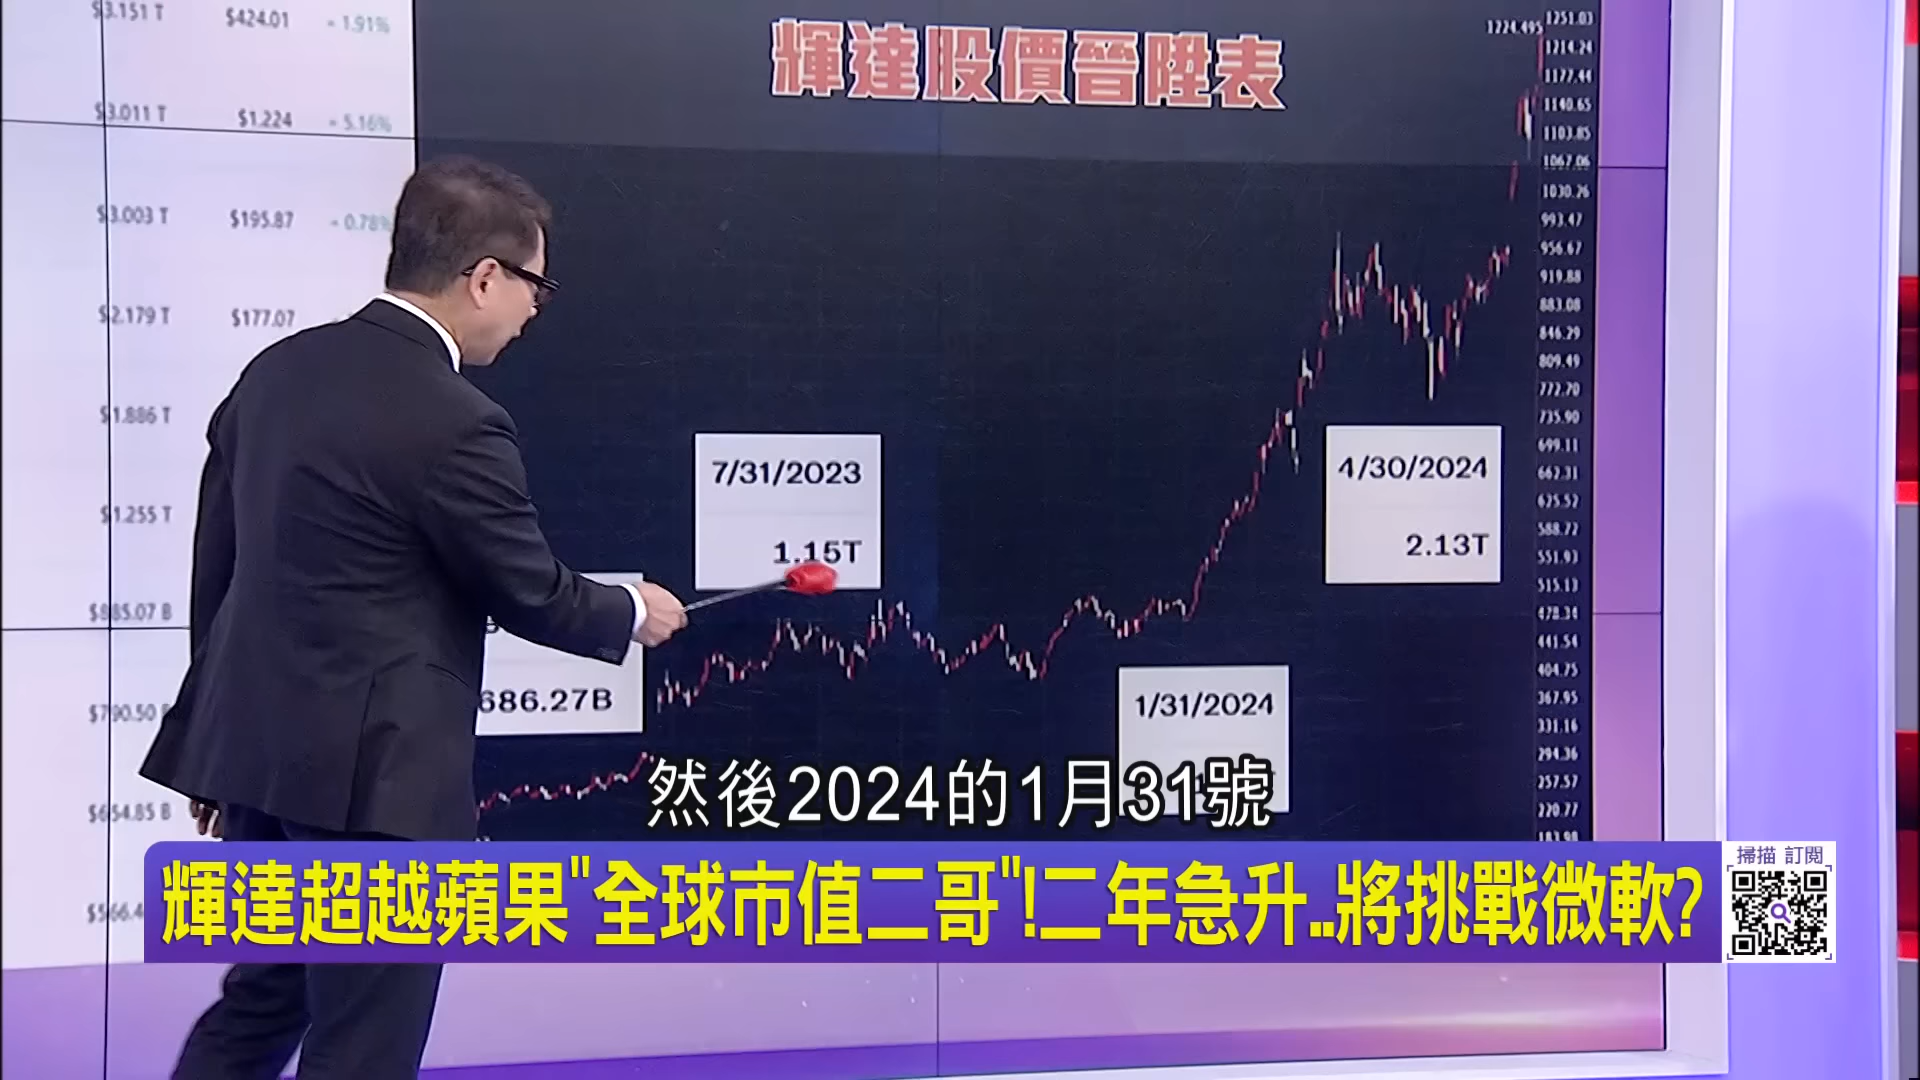 $3.151 T $424.01 - 1.91%
$3.011 T $1.224 - 5.16%
$3.003 T $195.87 - 0.78%
$2.179 T $177.07
$1.886 T
$1.255 T
$885.07 B
$790.50 B
$654.85 B
$566.4
輝達股價晉陞表
1224.495
1251.03
1214.24
1177.44
1140.65
1103.85
1067.06
1030.26
993.47
956.67
919.88
883.08
846.29
809.49
772.70
735.90
699.11
662.31
625.52
588.72
551.93
515.13
478.34
441.54
404.75
367.95
331.16
294.36
257.57
220.77
183.98
7/31/2023
1.15T
4/30/2024
2.13T
686.27B
1/31/2024
然後2024的1月31號
輝達超越蘋果"全球市值二哥"!二年急升..將挑戰微軟?
掃描 訂閱